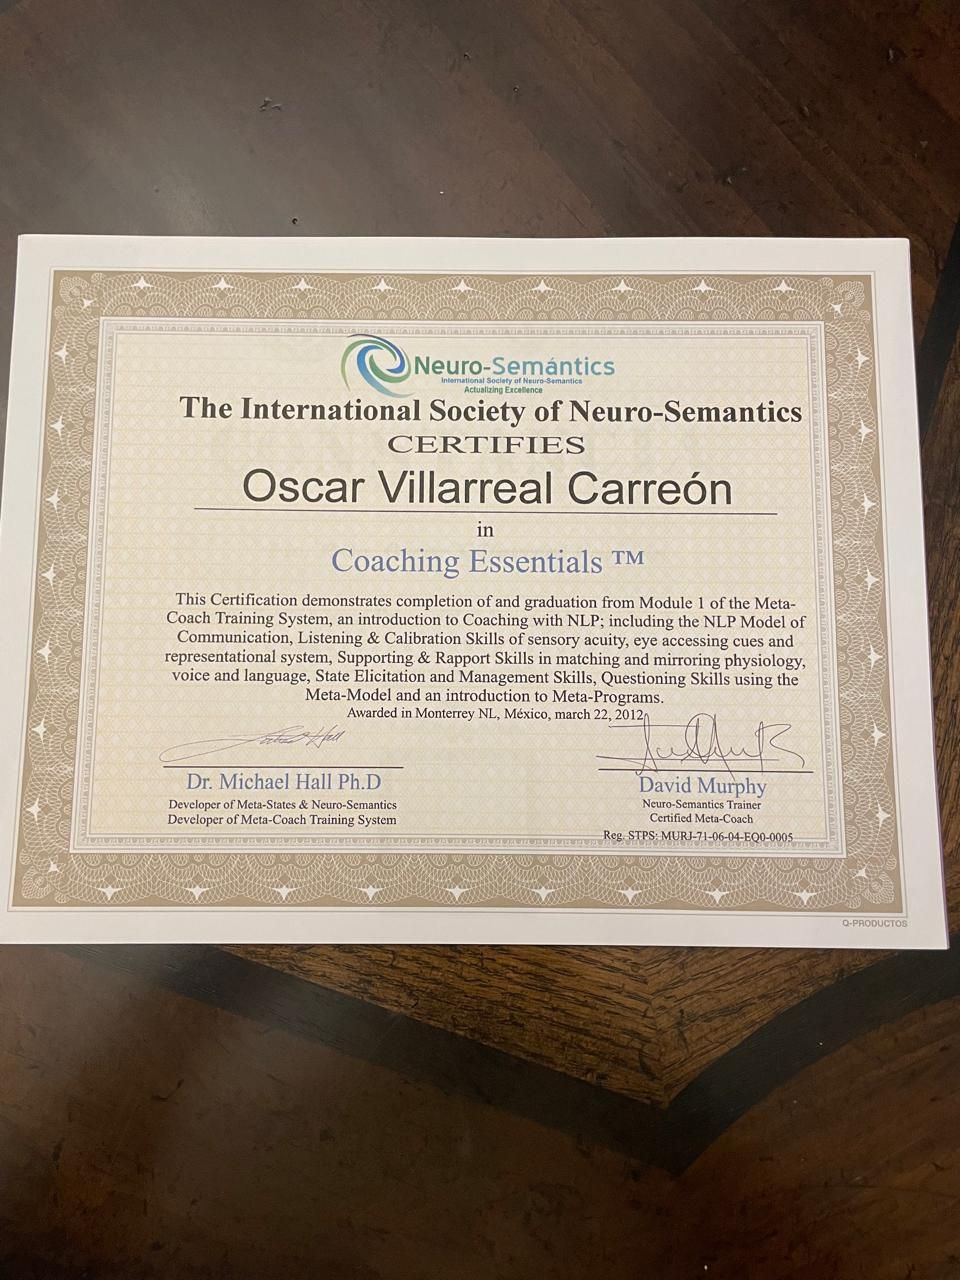 Neuro-Semántics
International Society of Neuro-Semantics
Actualizing Excellence
The International Society of Neuro-Semantics
CERTIFIES
Oscar Villarreal Carreón
in
Coaching Essentials ™
This Certification demonstrates completion of and graduation from Module 1 of the Meta-
Coach Training System, an introduction to Coaching with NLP; including the NLP Model of
Communication, Listening & Calibration Skills of sensory acuity, eye accessing cues and
representational system, Supporting & Rapport Skills in matching and mirroring physiology,
voice and language, State Elicitation and Management Skills, Questioning Skills using the
Meta-Model and an introduction to Meta-Programs.
Awarded in Monterrey NL, México, march 22, 2012
Dr. Michael Hall Ph.D
Developer of Meta-States & Neuro-Semantics
Developer of Meta-Coach Training System
David Murphy
Neuro-Semantics Trainer
Certified Meta-Coach
Reg. STPS: MURJ-71-06-04-EQ0-0005
Q-PRODUCTOS